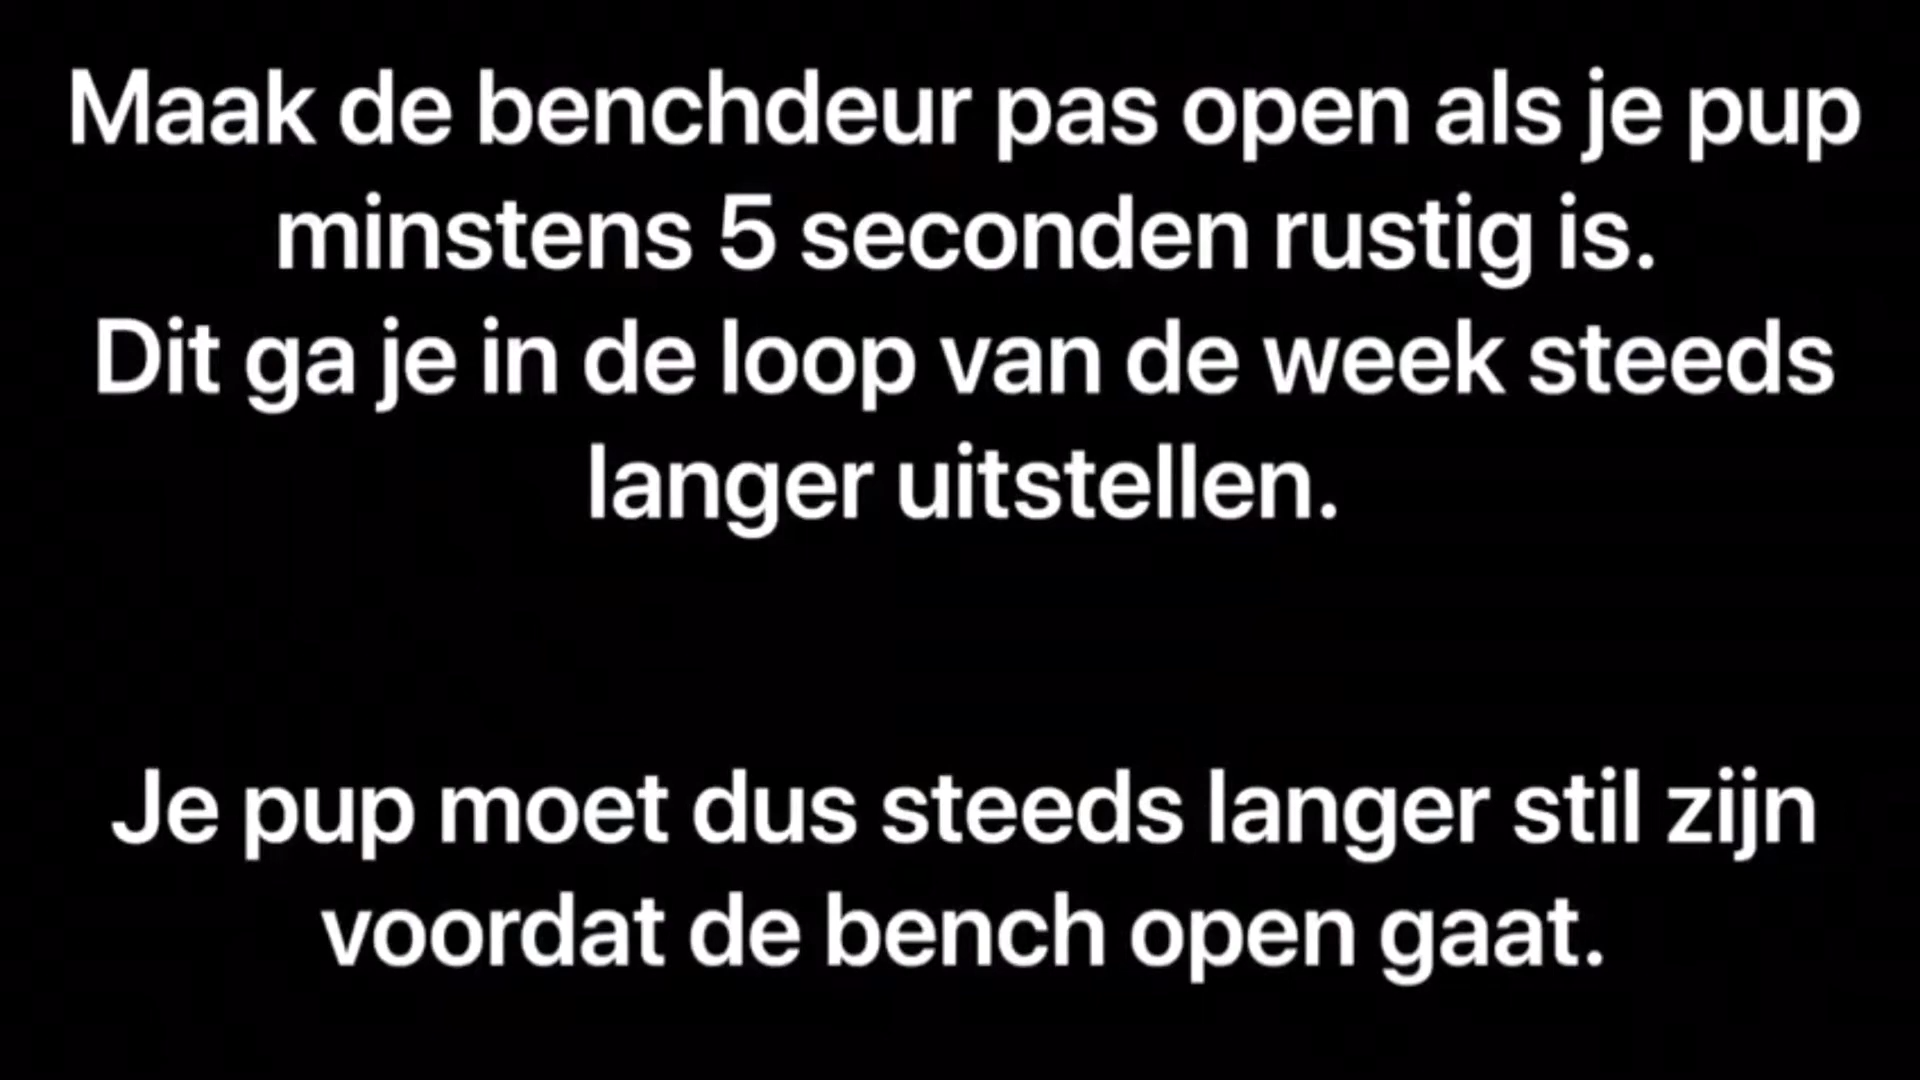 Maak de benchdeur pas open als je pup
minstens 5 seconden rustig is.
Dit ga je in de loop van de week steeds
langer uitstellen.
Je pup moet dus steeds langer stil zijn
voordat de bench open gaat.